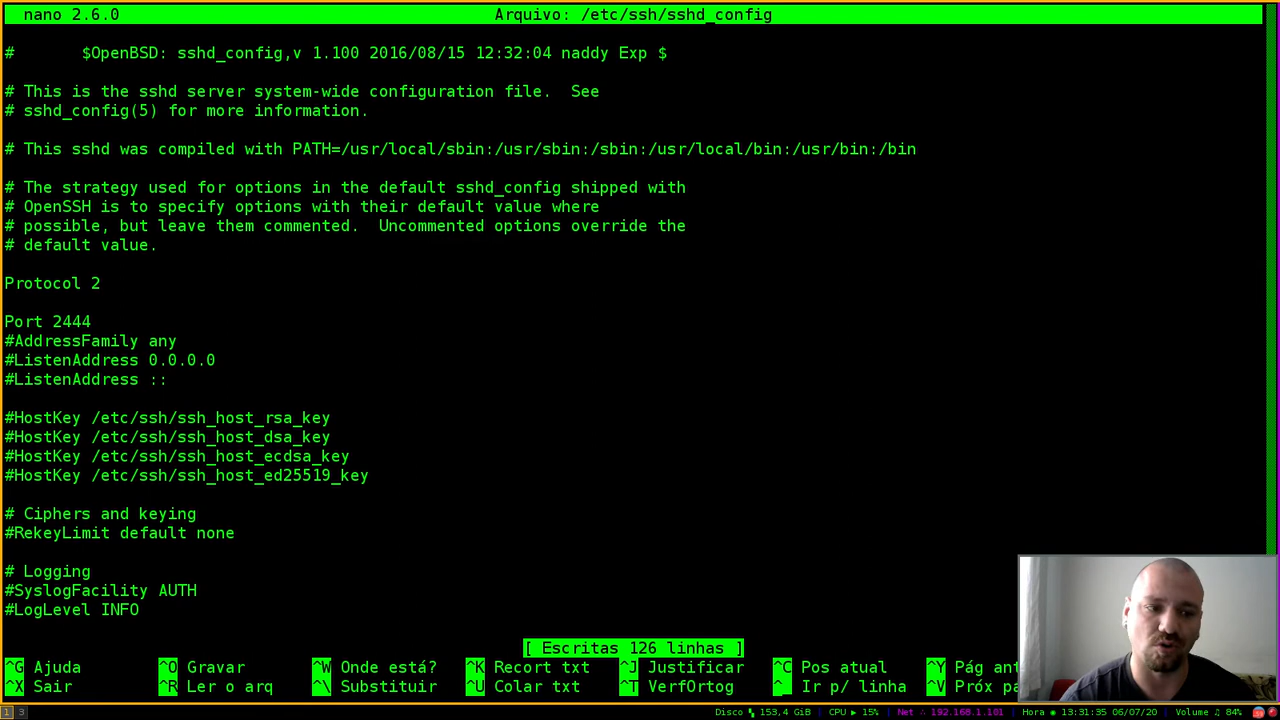 nano 2.6.0 Arquivo: /etc/ssh/sshd_config
# $OpenBSD: sshd_config,v 1.100 2016/08/15 12:32:04 naddy Exp $
# This is the sshd server system-wide configuration file. See
# sshd_config(5) for more information.
# This sshd was compiled with PATH=/usr/local/sbin:/usr/sbin:/sbin:/usr/local/bin:/usr/bin:/bin
# The strategy used for options in the default sshd_config shipped with
# OpenSSH is to specify options with their default value where
# possible, but leave them commented. Uncommented options override the
# default value.
Protocol 2
Port 2444
#AddressFamily any
#ListenAddress 0.0.0.0
#ListenAddress ::
#HostKey /etc/ssh/ssh_host_rsa_key
#HostKey /etc/ssh/ssh_host_dsa_key
#HostKey /etc/ssh/ssh_host_ecdsa_key
#HostKey /etc/ssh/ssh_host_ed25519_key
# Ciphers and keying
#RekeyLimit default none
# Logging
#SyslogFacility AUTH
#LogLevel INFO
[ Escritas 126 linhas ]
^G Ajuda ^O Gravar ^W Onde está? ^K Recort txt ^J Justificar ^C Pos atual ^Y Pág ant
^X Sair ^R Ler o arq ^\ Substituir ^U Colar txt ^T VerfOrtog ^_ Ir p/ linha ^V Próx pá
1 3 Disco 153,4 GiB | CPU ▶ 15% | Net 192.168.1.101 | Hora 13:31:35 06/07/20 | Volume ♫ 84%